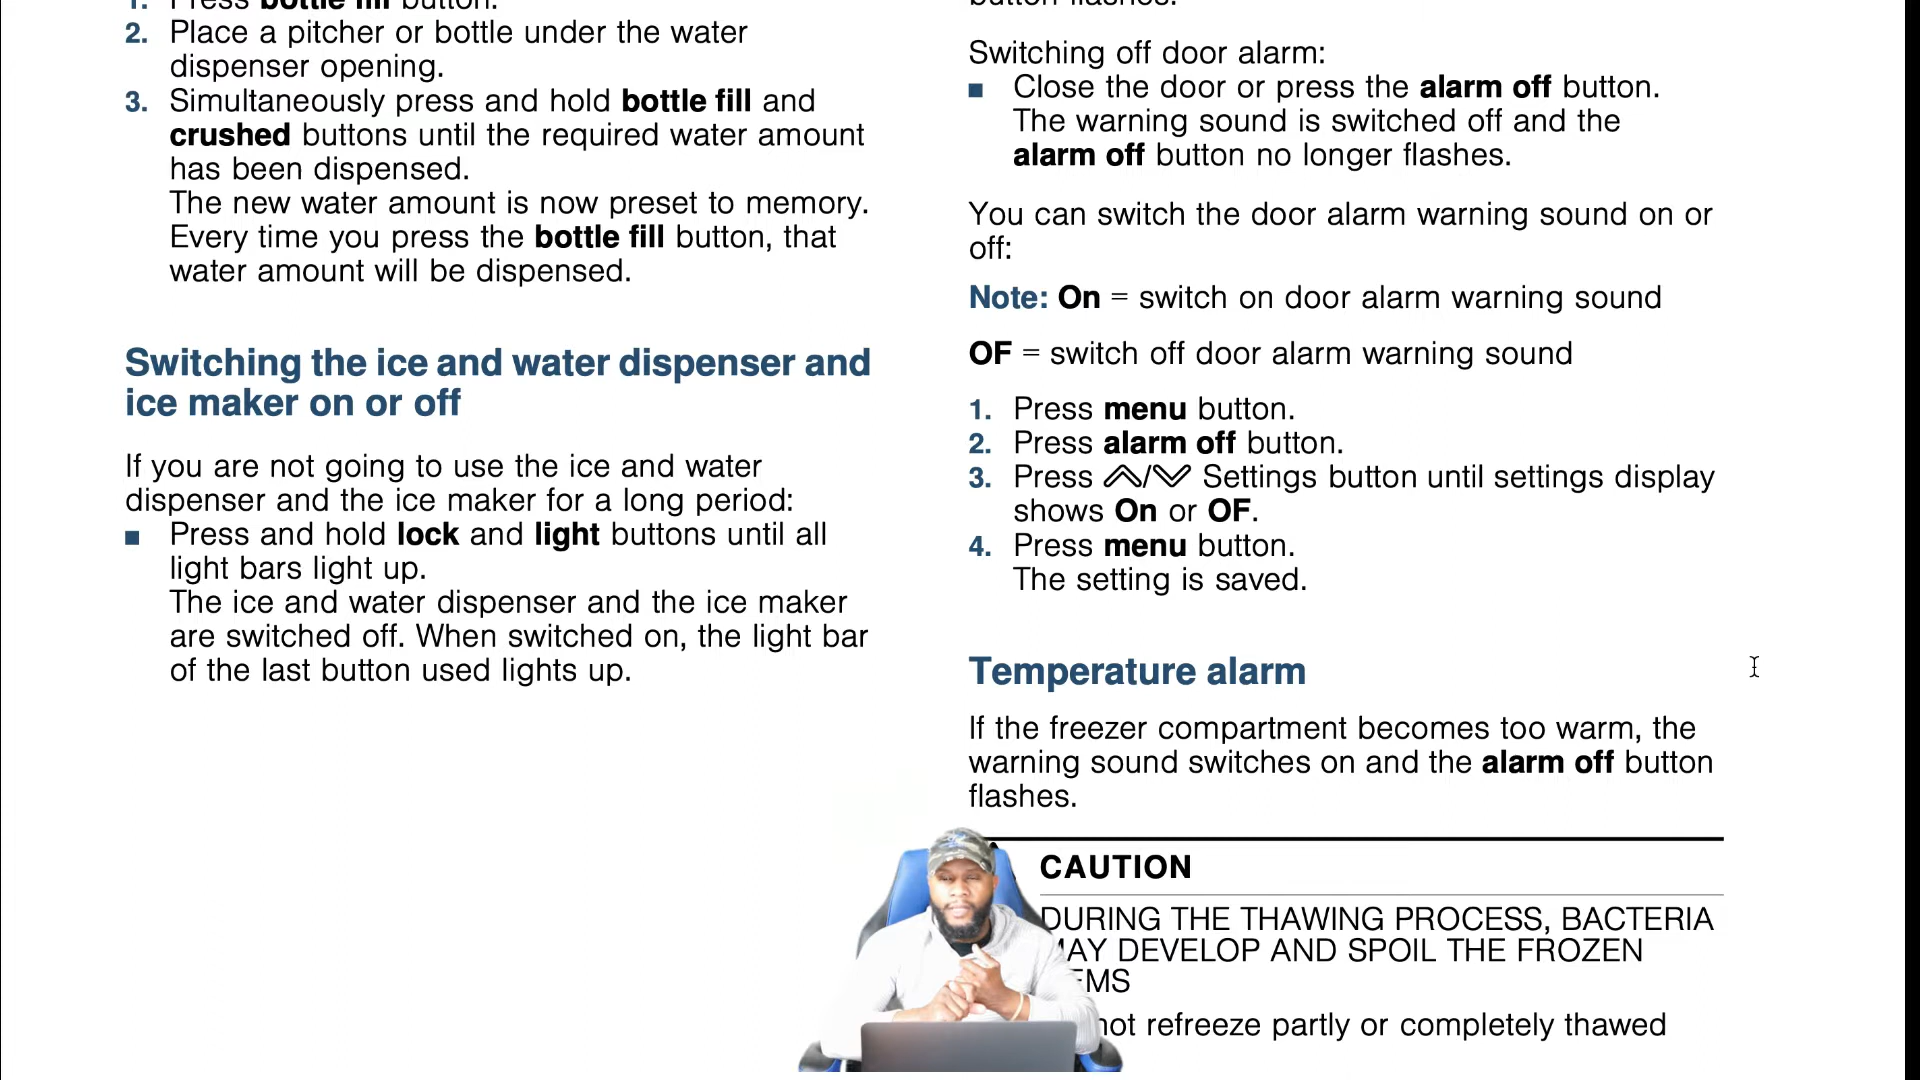 1. Press bottle fill button.
2. Place a pitcher or bottle under the water
dispenser opening.
3. Simultaneously press and hold bottle fill and
crushed buttons until the required water amount
has been dispensed.
The new water amount is now preset to memory.
Every time you press the bottle fill button, that
water amount will be dispensed.
Switching the ice and water dispenser and
ice maker on or off
If you are not going to use the ice and water
dispenser and the ice maker for a long period:
■ Press and hold lock and light buttons until all
light bars light up.
The ice and water dispenser and the ice maker
are switched off. When switched on, the light bar
of the last button used lights up.
button flashes.
Switching off door alarm:
■ Close the door or press the alarm off button.
The warning sound is switched off and the
alarm off button no longer flashes.
You can switch the door alarm warning sound on or
off:
Note: On = switch on door alarm warning sound
OF = switch off door alarm warning sound
1. Press menu button.
2. Press alarm off button.
3. Press ︽/︾ Settings button until settings display
shows On or OF.
4. Press menu button.
The setting is saved.
Temperature alarm
If the freezer compartment becomes too warm, the
warning sound switches on and the alarm off button
flashes.
CAUTION
DURING THE THAWING PROCESS, BACTERIA
MAY DEVELOP AND SPOIL THE FROZEN
not refreeze partly or completely thawed